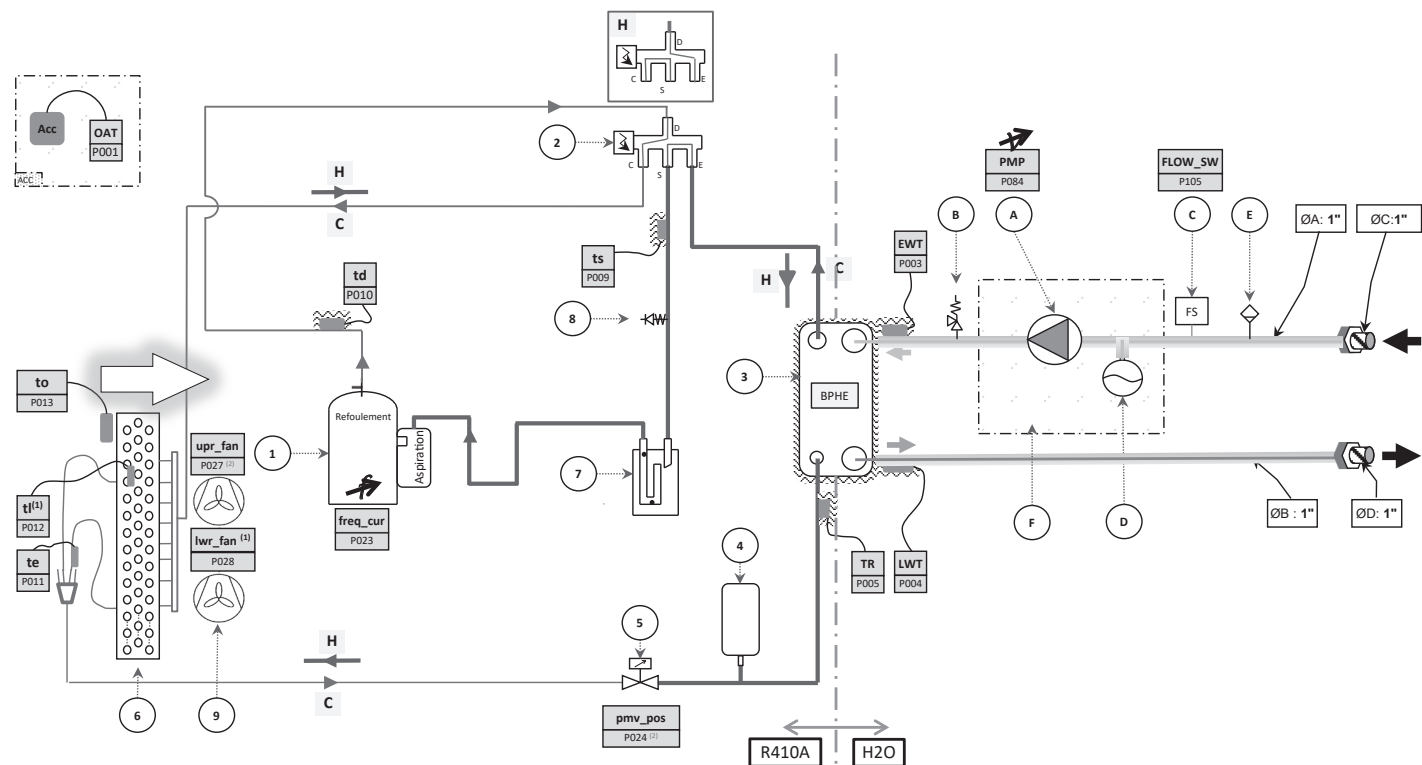 H
D
C
E
S
Acc
OAT
P001
ACC
2
D
C
E
S
H
C
PMP
P084
FLOW_SW
P105
B
A
C
E
ØA: 1"
ØC:1"
EWT
P003
ts
P009
H
C
td
P010
8
FS
to
P013
3
BPHE
Refoulement
Aspiration
upr_fan
P027 (2)
1
7
tl(1)
P012
freq_cur
P023
lwr_fan (1)
P028
te
P011
ØB : 1"
ØD: 1"
F
D
4
TR
P005
LWT
P004
5
H
C
6
9
pmv_pos
P024 (2)
R410A
H2O